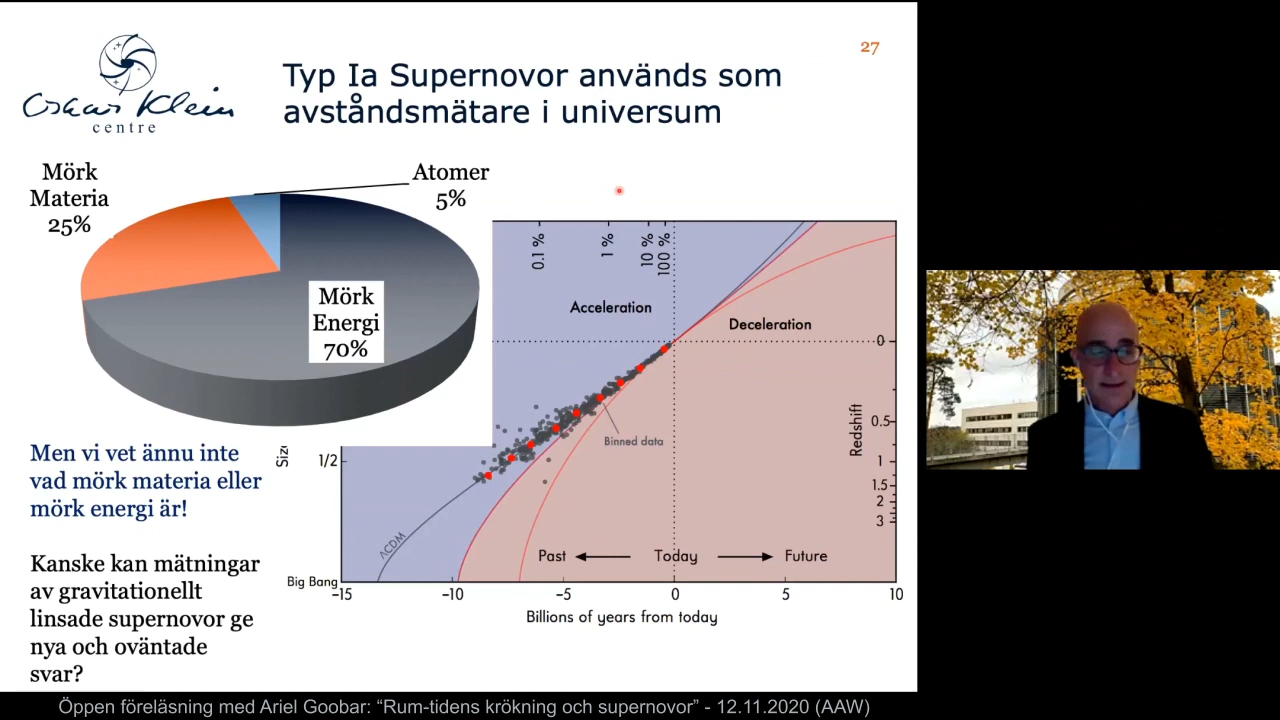 27
Oskar Klein
centre
Typ Ia Supernovor används som
avståndsmätare i universum
Mörk
Materia
25%
Atomer
5%
Mörk
Energi
70%
0.1 %
1 %
10 %
100 %
Acceleration
Deceleration
Binned data
ΛCDM
1/2
Big Bang
Redshift
0
0.5
1
1.5
2
3
Past
Today
Future
−15
−10
−5
0
5
10
Billions of years from today
Men vi vet ännu inte
vad mörk materia eller
mörk energi är!
Kanske kan mätningar
av gravitationellt
linsade supernovor ge
nya och oväntade
svar?
Öppen föreläsning med Ariel Goobar: “Rum-tidens krökning och supernovor” - 12.11.2020 (AAW)